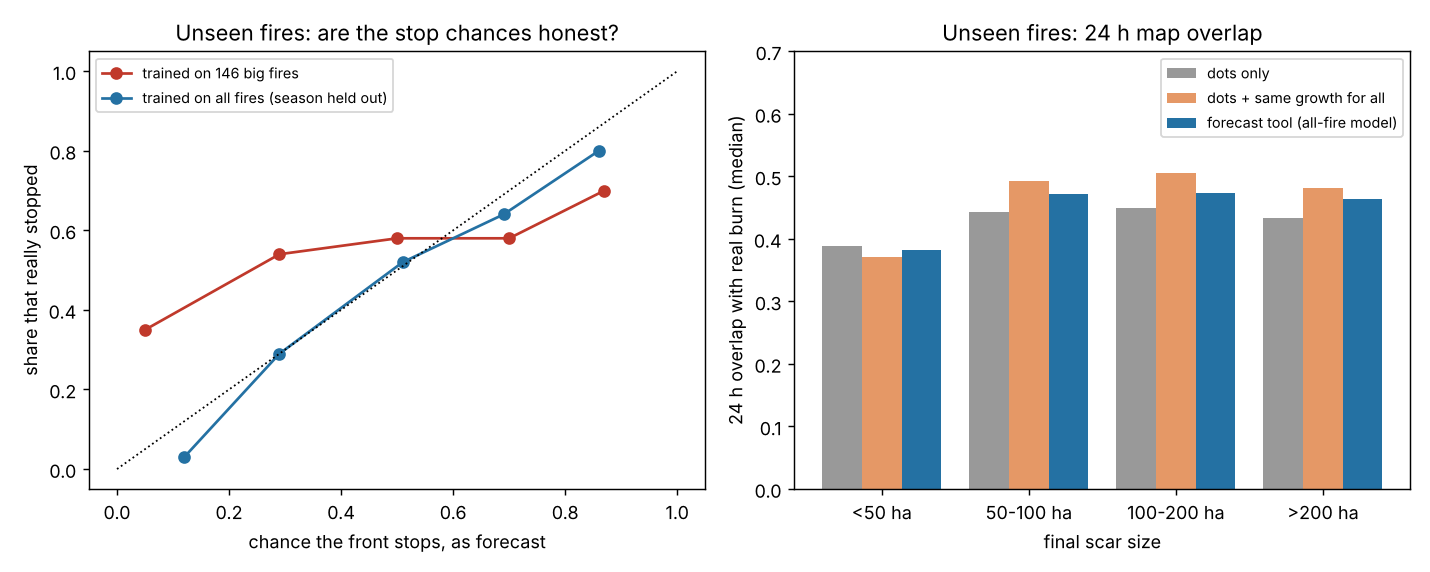 Unseen fires: are the stop chances honest?
trained on 146 big fires
trained on all fires (season held out)
share that really stopped
1.0
0.8
0.6
0.4
0.2
0.0
0.0 0.2 0.4 0.6 0.8 1.0
chance the front stops, as forecast
Unseen fires: 24 h map overlap
dots only
dots + same growth for all
forecast tool (all-fire model)
24 h overlap with real burn (median)
0.7
0.6
0.5
0.4
0.3
0.2
0.1
0.0
<50 ha 50-100 ha 100-200 ha >200 ha
final scar size